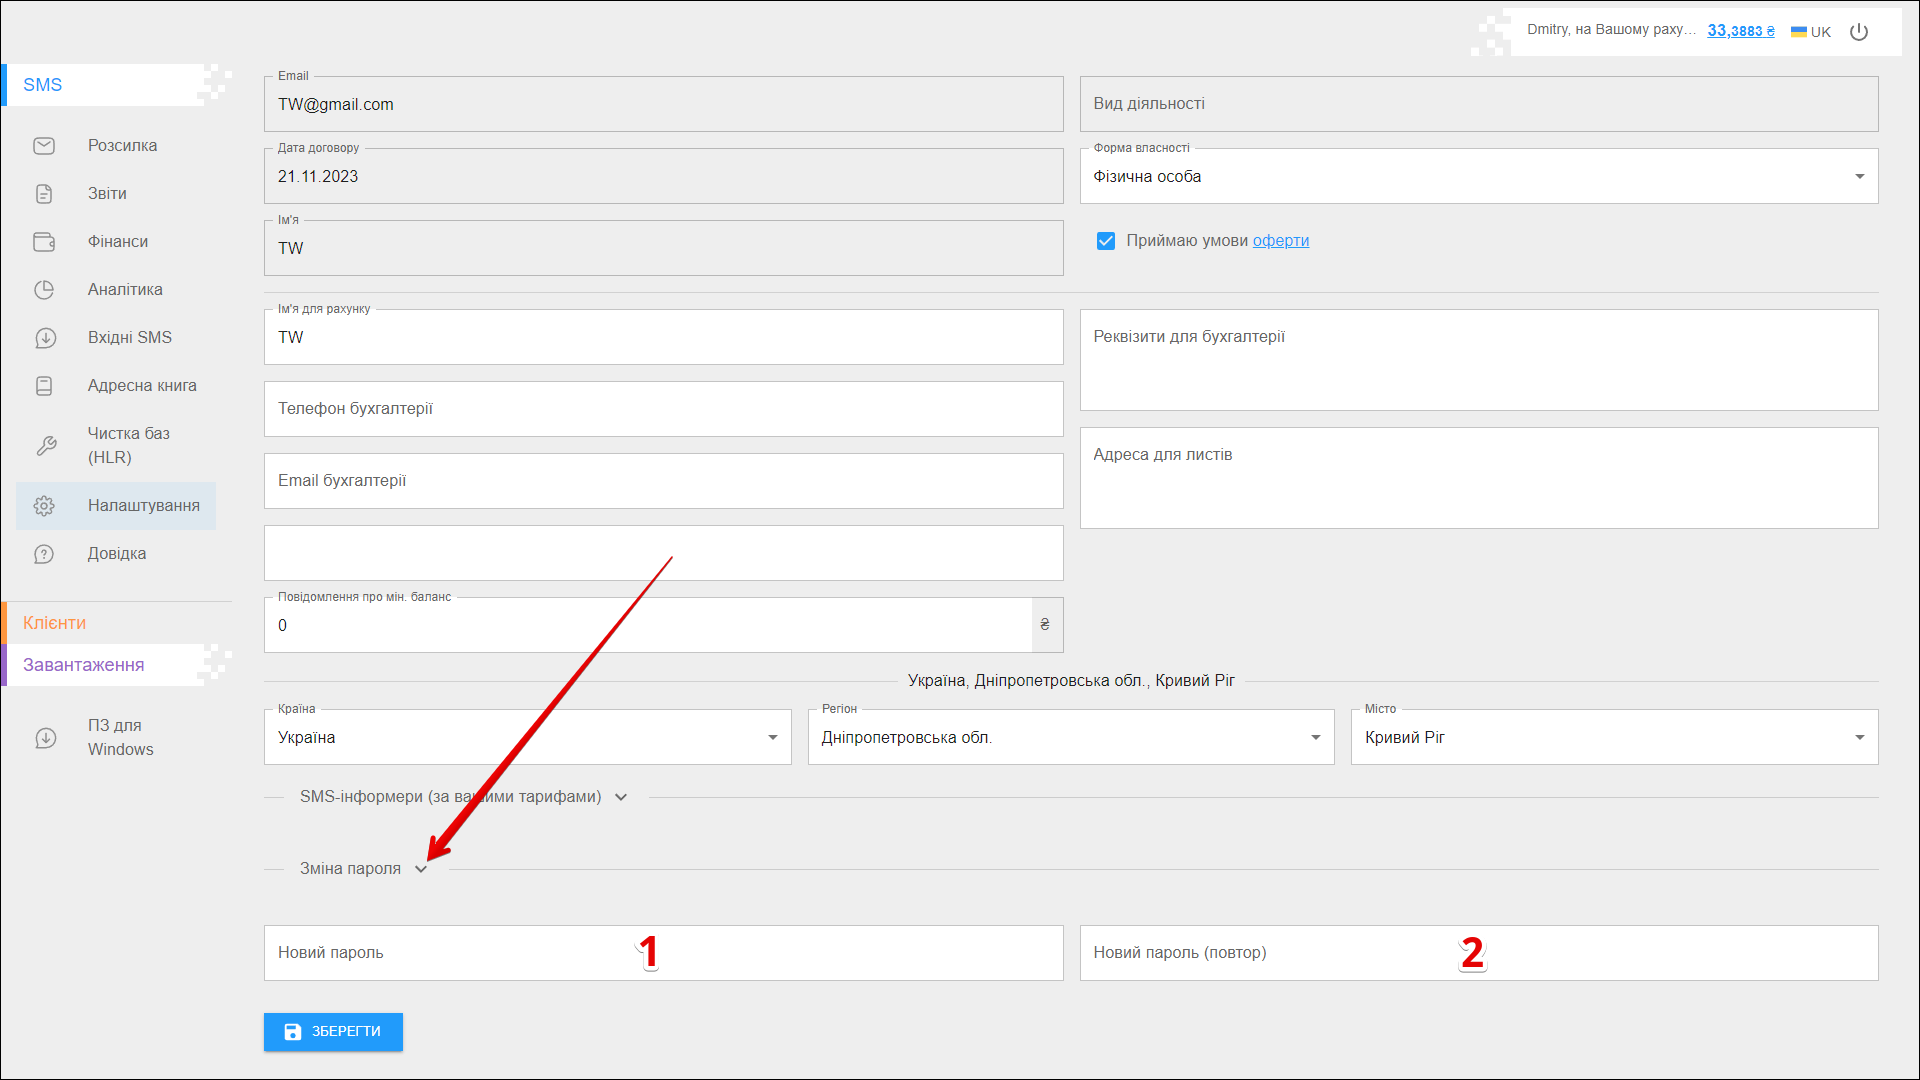 Dmitry, на Вашому раху... 33,3883 ₴ UK
SMS
Розсилка
Звіти
Фінанси
Аналітика
Вхідні SMS
Адресна книга
Чистка баз
(HLR)
Налаштування
Довідка
Клієнти
Завантаження
ПЗ для
Windows
Email
TW@gmail.com
Вид діяльності
Дата договору
21.11.2023
Форма власності
Фізична особа
Ім'я
TW
Приймаю умови оферти
Ім'я для рахунку
TW
Реквізити для бухгалтерії
Телефон бухгалтерії
Email бухгалтерії
Адреса для листів
Повідомлення про мін. баланс
0 ₴
Україна, Дніпропетровська обл., Кривий Ріг
Країна
Україна
Регіон
Дніпропетровська обл.
Місто
Кривий Ріг
SMS-інформери (за вашими тарифами)
Зміна пароля
Новий пароль 1
Новий пароль (повтор) 2
ЗБЕРЕГТИ